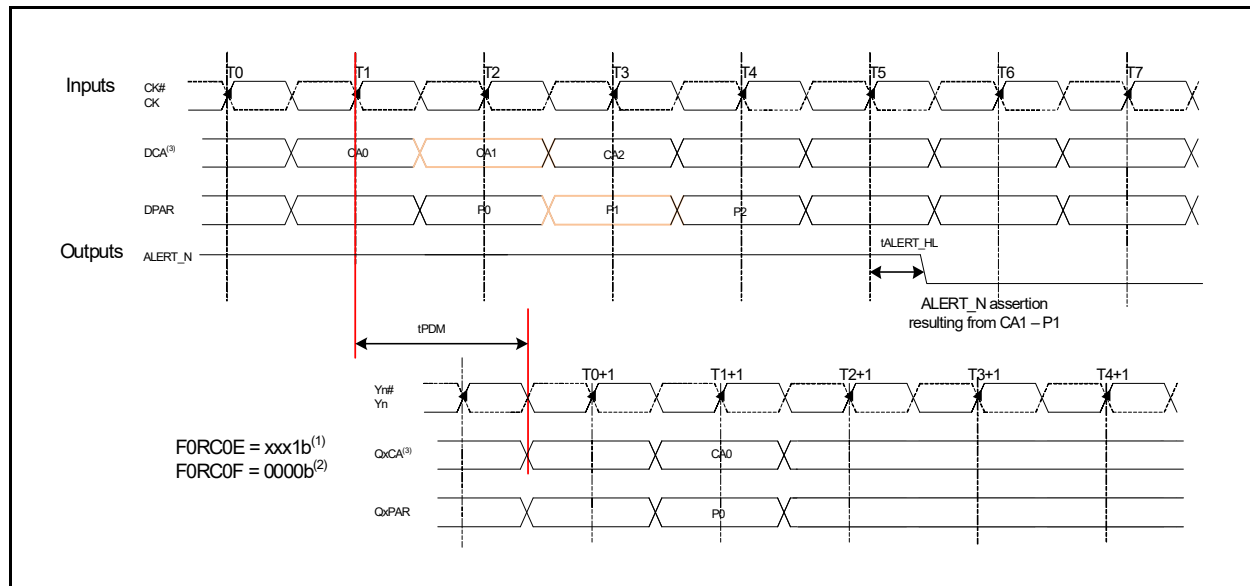 Inputs
CK#
CK
T0 T1 T2 T3 T4 T5 T6 T7
DCA(3)
CA0 CA1 CA2
DPAR
P0 P1 P2
Outputs
ALERT_N
tALERT_HL
ALERT_N assertion
resulting from CA1 – P1
tPDM
Yn#
Yn
T0+1 T1+1 T2+1 T3+1 T4+1
F0RC0E = xxx1b(1)
F0RC0F = 0000b(2)
QxCA(3)
CA0
QxPAR
P0